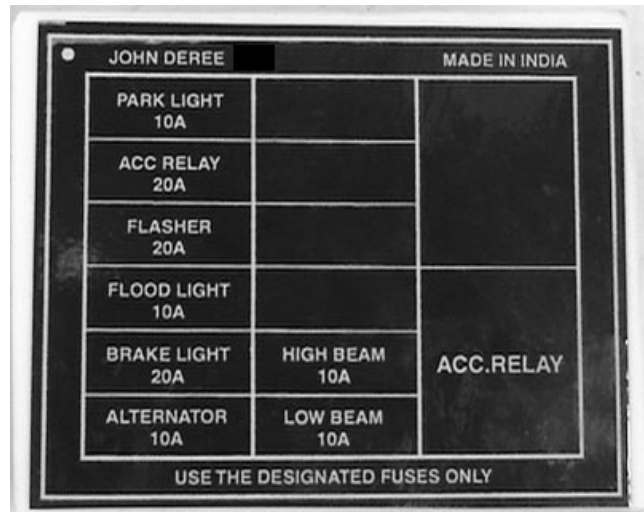 JOHN DEREE MADE IN INDIA
PARK LIGHT
10A
ACC RELAY
20A
FLASHER
20A
FLOOD LIGHT
10A
BRAKE LIGHT HIGH BEAM
20A 10A
ACC.RELAY
ALTERNATOR LOW BEAM
10A 10A
USE THE DESIGNATED FUSES ONLY